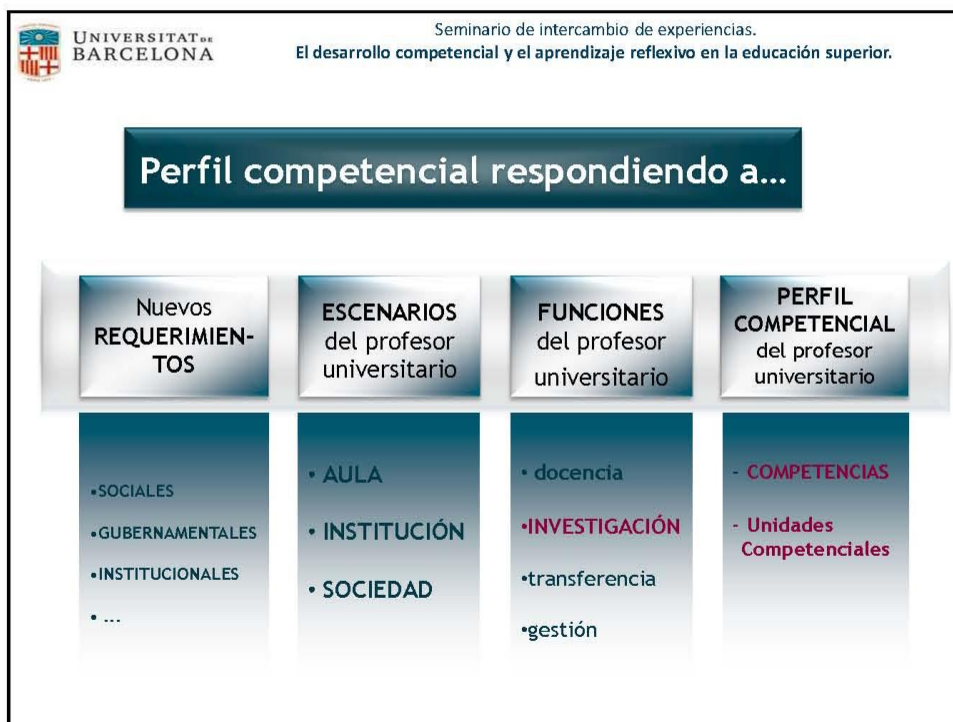 UNIVERSITAT DE
BARCELONA
Seminario de intercambio de experiencias.
El desarrollo competencial y el aprendizaje reflexivo en la educación superior.
Perfil competencial respondiendo a...
Nuevos
REQUERIMIEN-
TOS
•SOCIALES
•GUBERNAMENTALES
•INSTITUCIONALES
• ...
ESCENARIOS
del profesor
universitario
• AULA
• INSTITUCIÓN
• SOCIEDAD
FUNCIONES
del profesor
universitario
• docencia
•INVESTIGACIÓN
•transferencia
•gestión
PERFIL
COMPETENCIAL
del profesor
universitario
- COMPETENCIAS
- Unidades
Competenciales